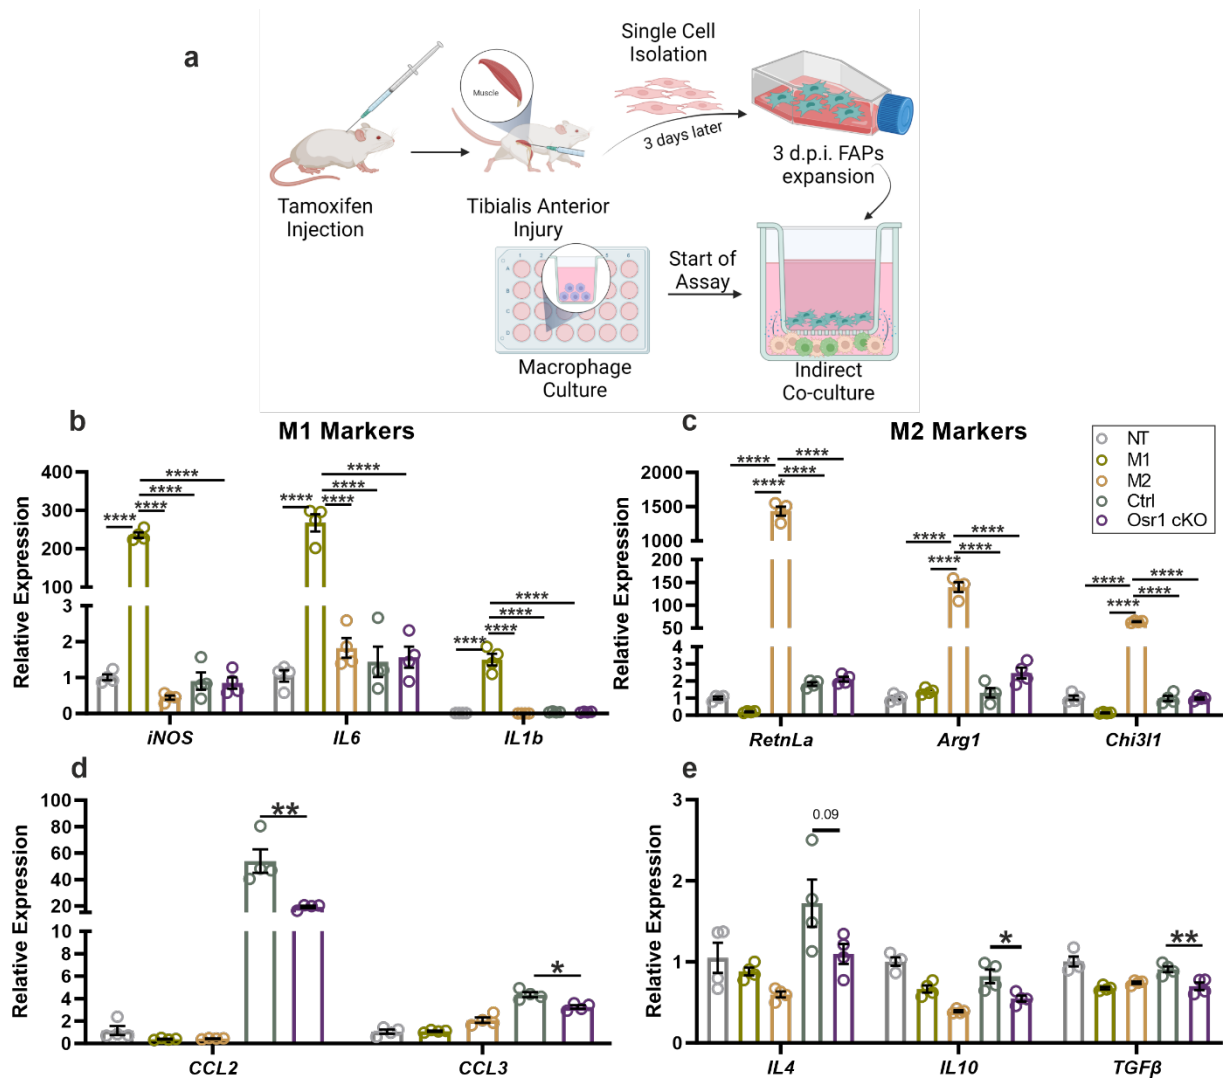 a
Single Cell
Isolation
Muscle
3 days later
Tamoxifen
Injection
Tibialis Anterior
Injury
3 d.p.i. FAPs
expansion
1 2 5 6
A
B
C
D
Start of
Assay
Macrophage
Culture
Indirect
Co-culture
b
M1 Markers
Relative Expression
400
300
200
100
3
2
1
0
**** **** **** ****
**** **** **** ****
**** **** **** ****
iNOS IL6 IL1b
c
M2 Markers
Relative Expression
2000
1500
1000
200
150
100
50
4
3
2
1
0
**** **** **** ****
**** **** **** ****
**** **** **** ****
RetnLa Arg1 Chi3l1
NT
M1
M2
Ctrl
Osr1 cKO
d
Relative Expression
100
80
60
40
20
10
8
6
4
2
0
**
*
CCL2 CCL3
e
Relative Expression
3
2
1
0
0.09
*
**
IL4 IL10 TGFβ